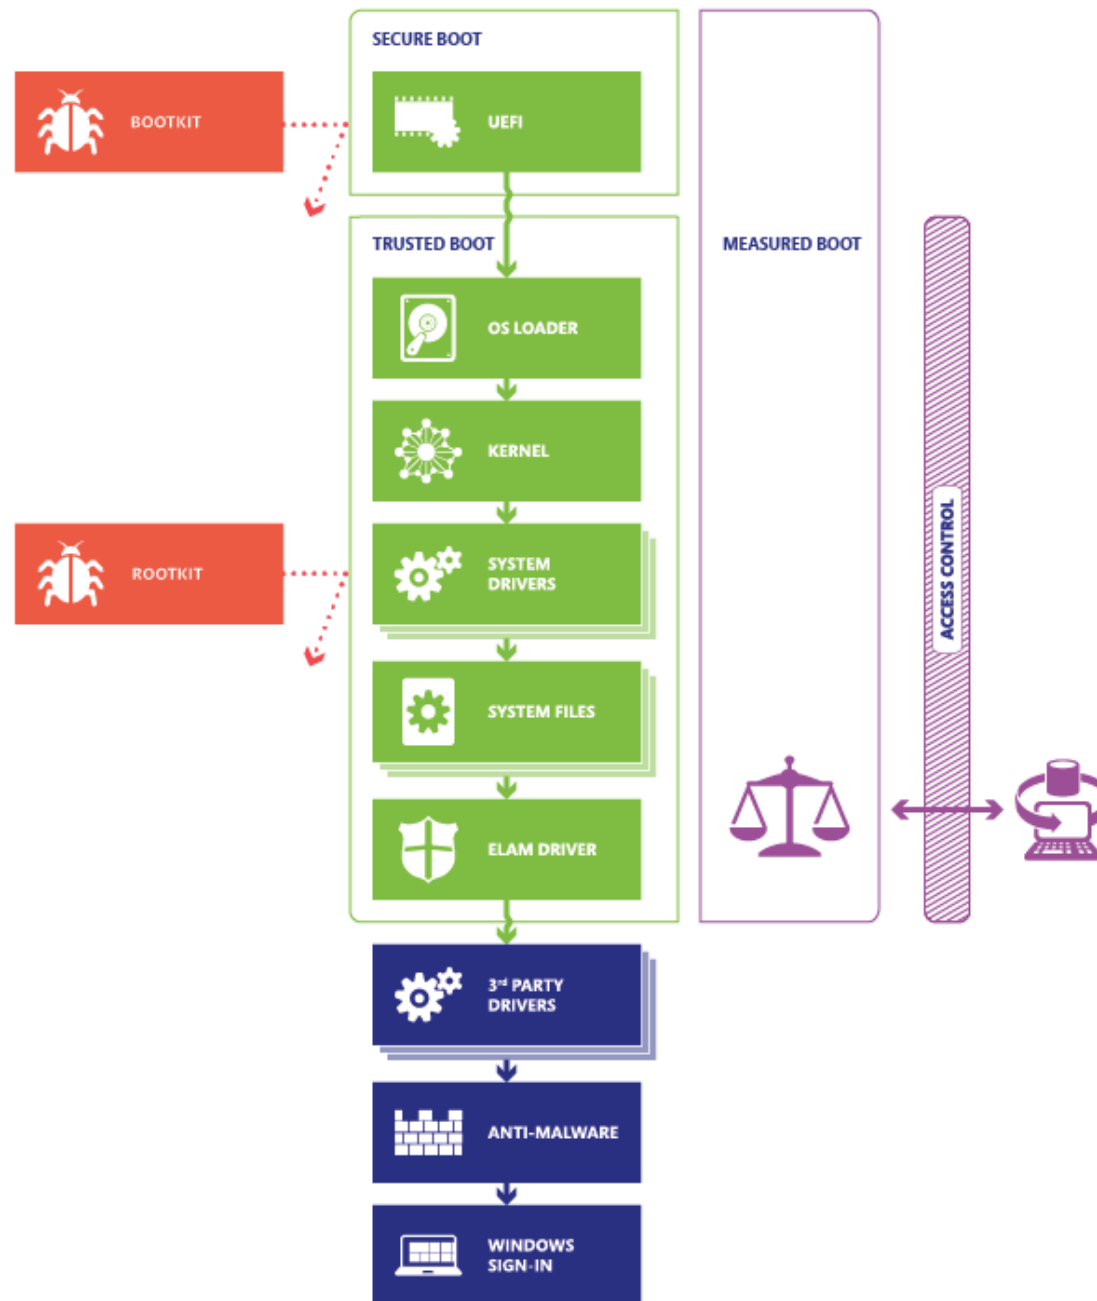 SECURE BOOT
BOOTKIT
UEFI
TRUSTED BOOT
MEASURED BOOT
OS LOADER
KERNEL
ROOTKIT
SYSTEM
DRIVERS
ACCESS CONTROL
SYSTEM FILES
ELAM DRIVER
3rd PARTY
DRIVERS
ANTI-MALWARE
WINDOWS
SIGN-IN